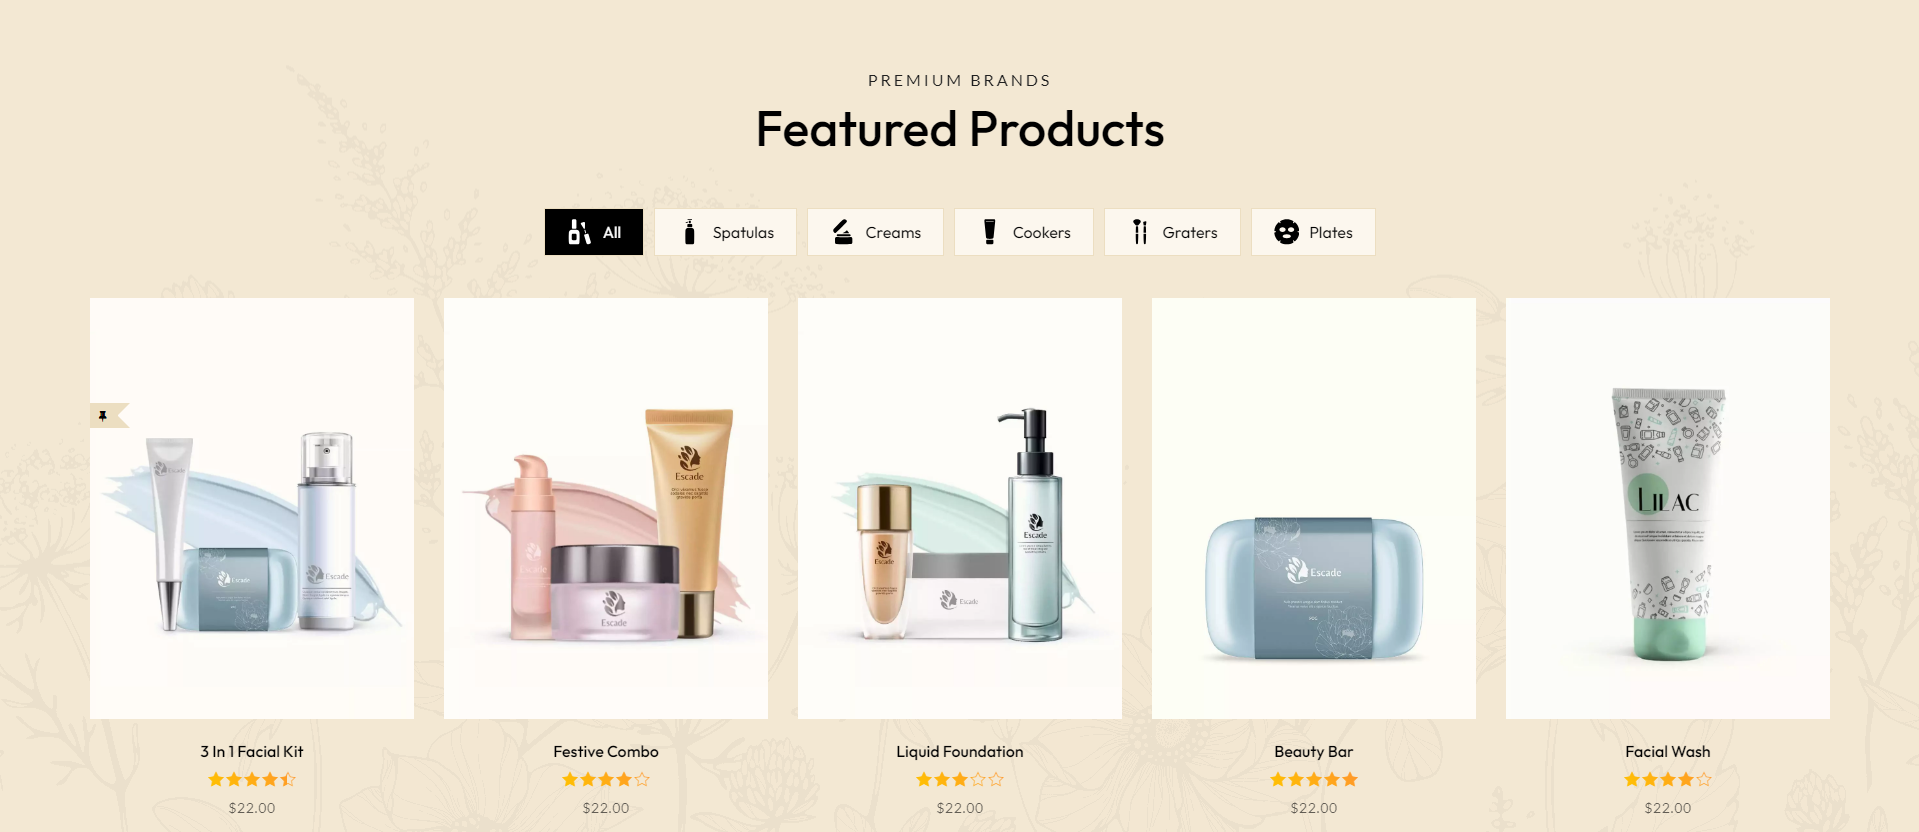 PREMIUM BRANDS
Featured Products
All
Spatulas
Creams
Cookers
Graters
Plates
Escade
Escade
Escade
Escade
Escade
Escade
Escade
Escade
Escade
Escade
LILAC
3 In 1 Facial Kit
Festive Combo
Liquid Foundation
Beauty Bar
Facial Wash
$22.00
$22.00
$22.00
$22.00
$22.00